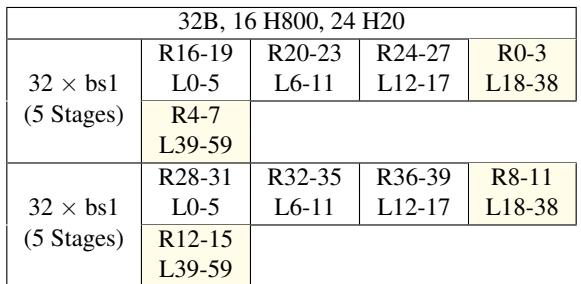 32B, 16 H800, 24 H20
R16-19 R20-23 R24-27 R0-3
32 × bs1 L0-5 L6-11 L12-17 L18-38
(5 Stages) R4-7
L39-59
R28-31 R32-35 R36-39 R8-11
32 × bs1 L0-5 L6-11 L12-17 L18-38
(5 Stages) R12-15
L39-59